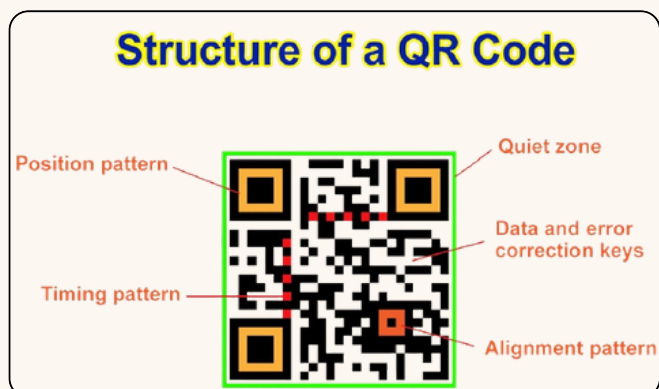 Structure of a QR Code
Position pattern
Quiet zone
Data and error
correction keys
Timing pattern
Alignment pattern